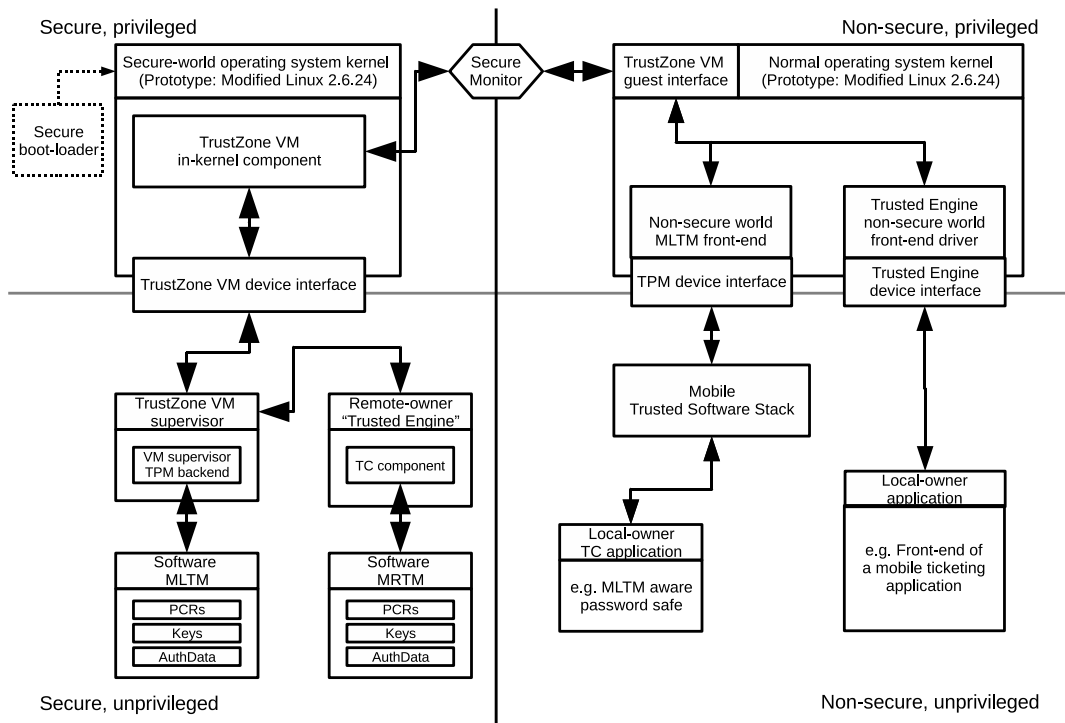 Secure, privileged
Non-secure, privileged
Secure-world operating system kernel
(Prototype: Modified Linux 2.6.24)
Secure
Monitor
TrustZone VM
guest interface
Normal operating system kernel
(Prototype: Modified Linux 2.6.24)
Secure
boot-loader
TrustZone VM
in-kernel component
Non-secure world
MLTM front-end
Trusted Engine
non-secure world
front-end driver
TrustZone VM device interface
TPM device interface
Trusted Engine
device interface
TrustZone VM
supervisor
VM supervisor
TPM backend
Remote-owner
“Trusted Engine”
TC component
Mobile
Trusted Software Stack
Local-owner
application
e.g. Front-end of
a mobile ticketing
application
Local-owner
TC application
e.g. MLTM aware
password safe
Software
MLTM
PCRs
Keys
AuthData
Software
MRTM
PCRs
Keys
AuthData
Secure, unprivileged
Non-secure, unprivileged